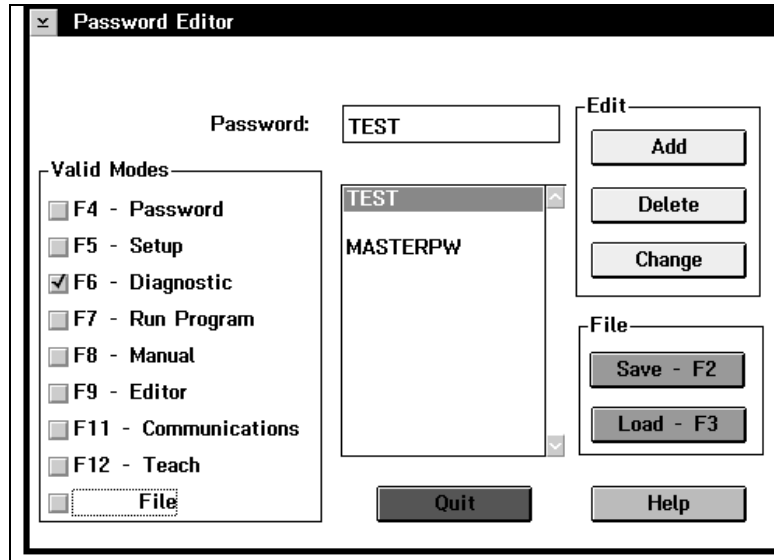 Password Editor
Password:
TEST
Edit
Add
Delete
Change
Valid Modes
F4 - Password
F5 - Setup
F6 - Diagnostic
F7 - Run Program
F8 - Manual
F9 - Editor
F11 - Communications
F12 - Teach
File
TEST
MASTERPW
File
Save - F2
Load - F3
Quit
Help